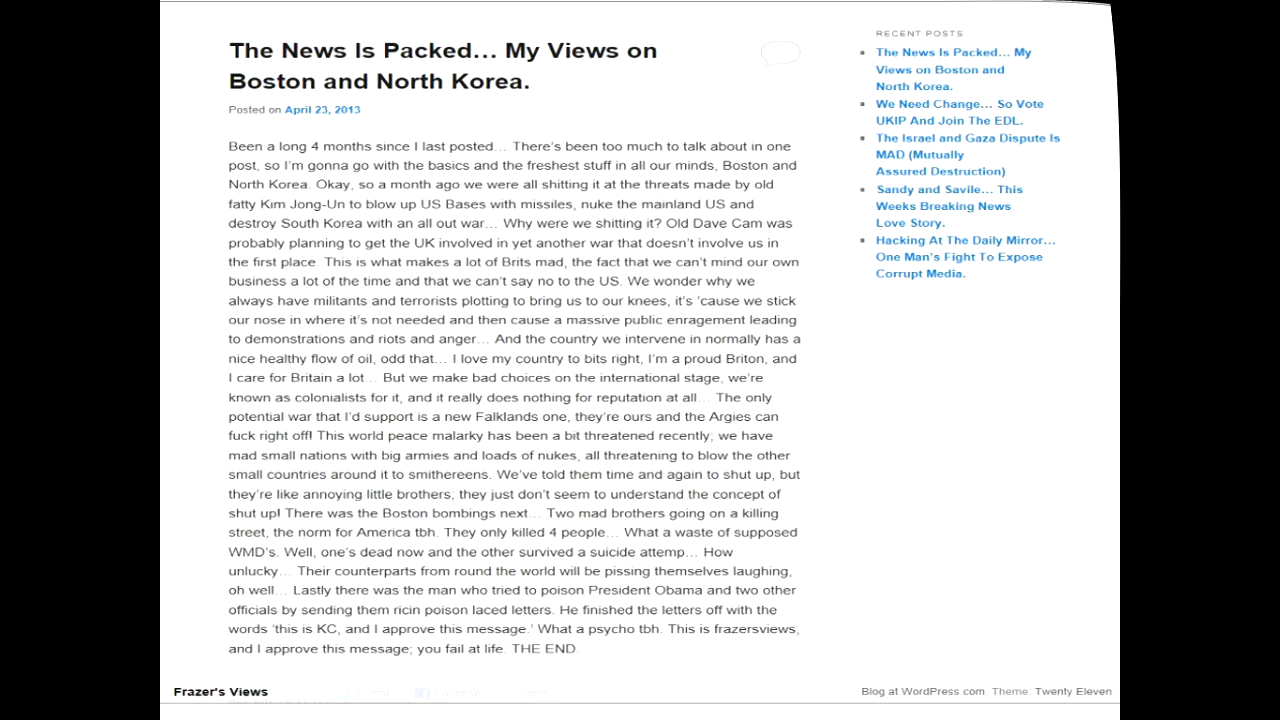 The News Is Packed… My Views on
Boston and North Korea.
Posted on April 23, 2013
Been a long 4 months since I last posted… There's been too much to talk about in one
post, so I'm gonna go with the basics and the freshest stuff in all our minds, Boston and
North Korea. Okay, so a month ago we were all shitting it at the threats made by old
fatty Kim Jong-Un to blow up US Bases with missiles, nuke the mainland US and
destroy South Korea with an all out war… Why were we shitting it? Old Dave Cam was
probably planning to get the UK involved in yet another war that doesn't involve us in
the first place. This is what makes a lot of Brits mad, the fact that we can't mind our own
business a lot of the time and that we can't say no to the US. We wonder why we
always have militants and terrorists plotting to bring us to our knees, it's 'cause we stick
our nose in where it's not needed and then cause a massive public enragement leading
to demonstrations and riots and anger… And the country we intervene in normally has a
nice healthy flow of oil, odd that… I love my country to bits right, I'm a proud Briton, and
I care for Britain a lot… But we make bad choices on the international stage, we're
known as colonialists for it, and it really does nothing for reputation at all… The only
potential war that I'd support is a new Falklands one, they're ours and the Argies can
fuck right off! This world peace malarky has been a bit threatened recently; we have
mad small nations with big armies and loads of nukes, all threatening to blow the other
small countries around it to smithereens. We've told them time and again to shut up, but
they're like annoying little brothers; they just don't seem to understand the concept of
shut up! There was the Boston bombings next… Two mad brothers going on a killing
street, the norm for America tbh. They only killed 4 people… What a waste of supposed
WMD's. Well, one's dead now and the other survived a suicide attemp… How
unlucky… Their counterparts from round the world will be pissing themselves laughing,
oh well… Lastly there was the man who tried to poison President Obama and two other
officials by sending them ricin poison laced letters. He finished the letters off with the
words 'this is KC, and I approve this message.' What a psycho tbh. This is frazersviews,
and I approve this message; you fail at life. THE END.
RECENT POSTS
The News Is Packed… My
Views on Boston and
North Korea.
We Need Change… So Vote
UKIP And Join The EDL.
The Israel and Gaza Dispute Is
MAD (Mutually
Assured Destruction)
Sandy and Savile… This
Weeks Breaking News
Love Story.
Hacking At The Daily Mirror…
One Man's Fight To Expose
Corrupt Media.
Frazer's Views
Blog at WordPress.com. Theme: Twenty Eleven